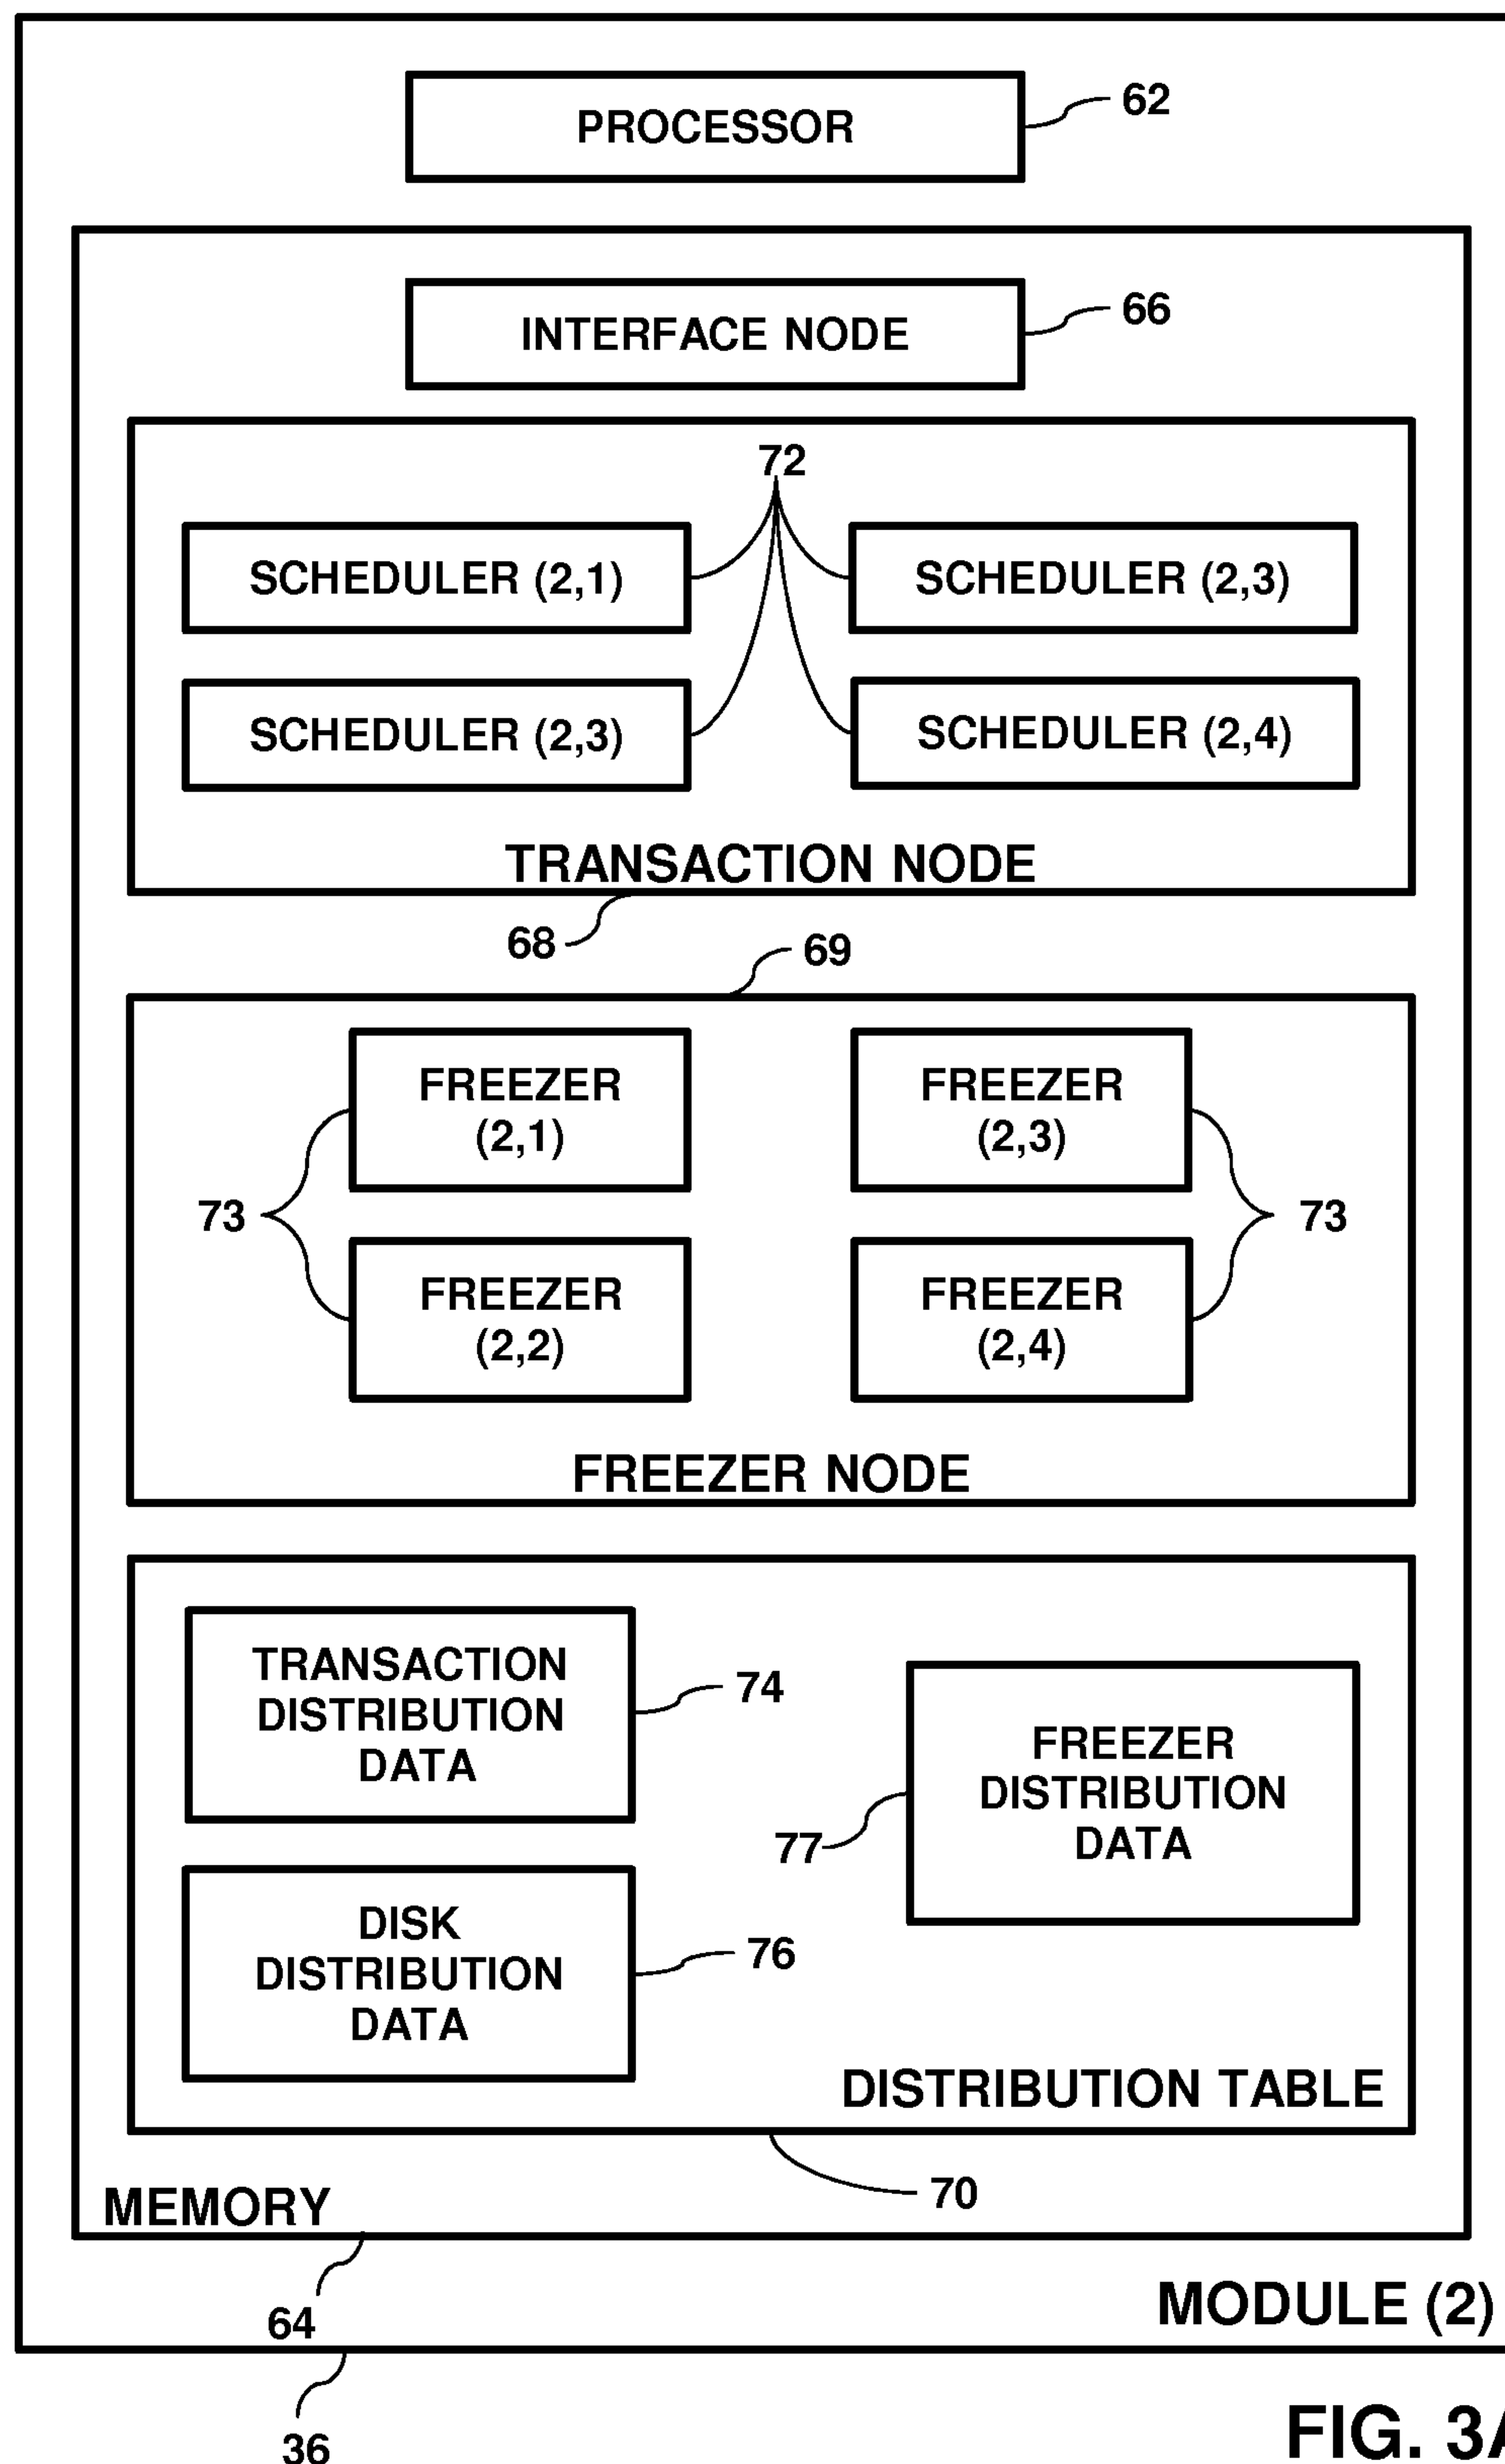 PROCESSOR
62
INTERFACE NODE
66
72
SCHEDULER (2,1)
SCHEDULER (2,3)
SCHEDULER (2,3)
SCHEDULER (2,4)
TRANSACTION NODE
68
69
FREEZER
(2,1)
FREEZER
(2,3)
73
73
FREEZER
(2,2)
FREEZER
(2,4)
FREEZER NODE
TRANSACTION
DISTRIBUTION
DATA
74
FREEZER
DISTRIBUTION
DATA
77
DISK
DISTRIBUTION
DATA
76
DISTRIBUTION TABLE
70
MEMORY
64
MODULE (2)
36
FIG. 3A